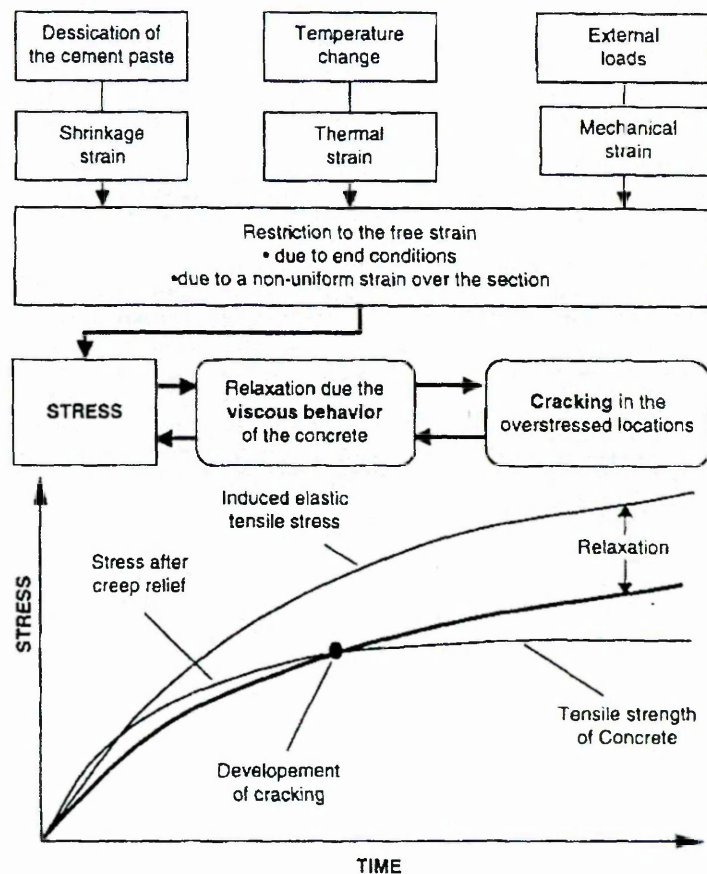 Dessication of
the cement paste
Temperature
change
External
loads
Shrinkage
strain
Thermal
strain
Mechanical
strain
Restriction to the free strain
• due to end conditions
•due to a non-uniform strain over the section
STRESS
Relaxation due the
viscous behavior
of the concrete
Cracking in the
overstressed locations
Induced elastic
tensile stress
Stress after
creep relief
Relaxation
STRESS
Tensile strength
of Concrete
Developement
of cracking
TIME